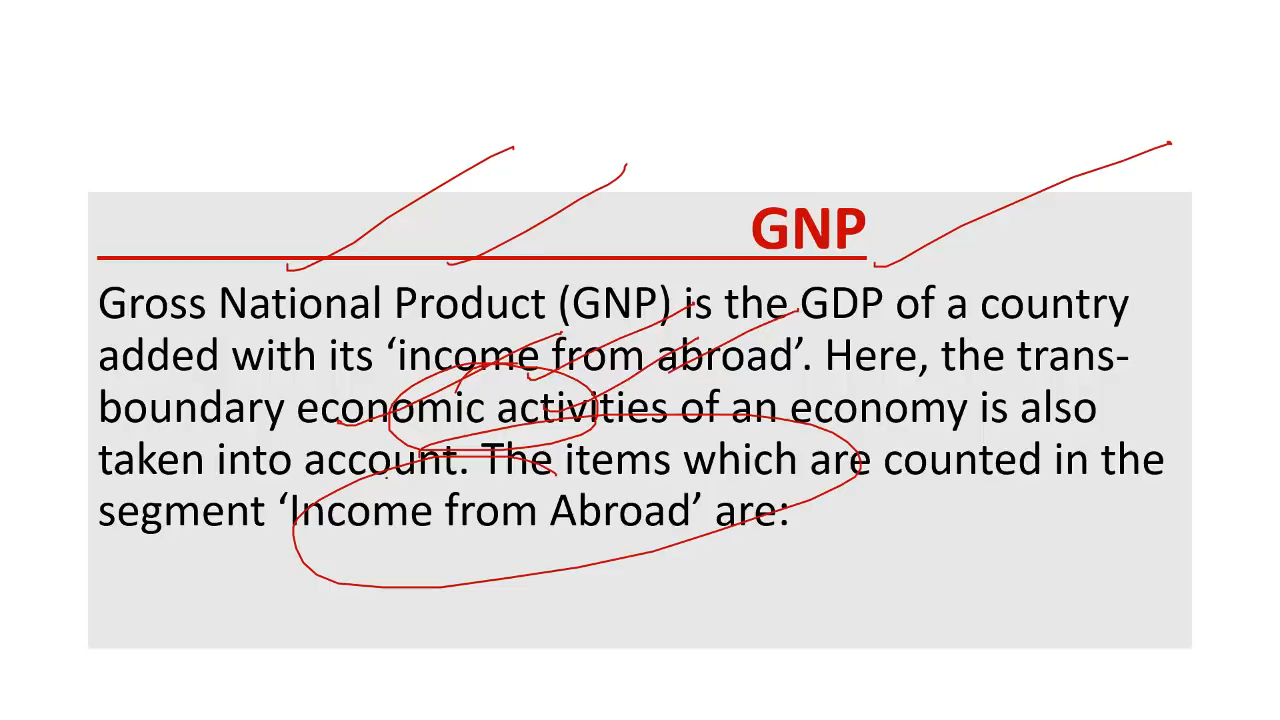 GNP
Gross National Product (GNP) is the GDP of a country
added with its ‘income from abroad’. Here, the trans-
boundary economic activities of an economy is also
taken into account. The items which are counted in the
segment ‘Income from Abroad’ are: